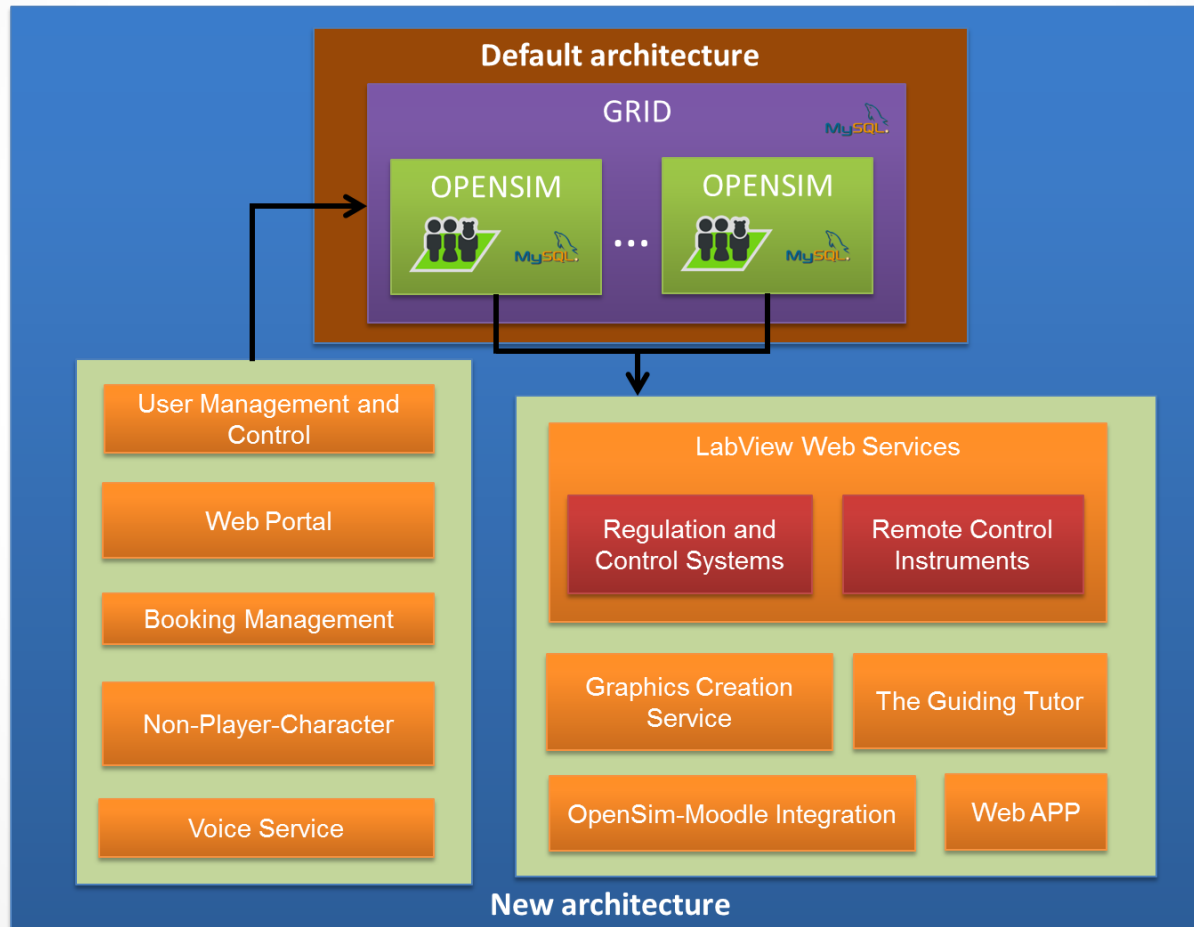 Default architecture
GRID
MySQL
OPENSIM
MySQL
...
OPENSIM
MySQL
User Management and
Control
Web Portal
Booking Management
Non-Player-Character
Voice Service
LabView Web Services
Regulation and
Control Systems
Remote Control
Instruments
Graphics Creation
Service
The Guiding Tutor
OpenSim-Moodle Integration
Web APP
New architecture